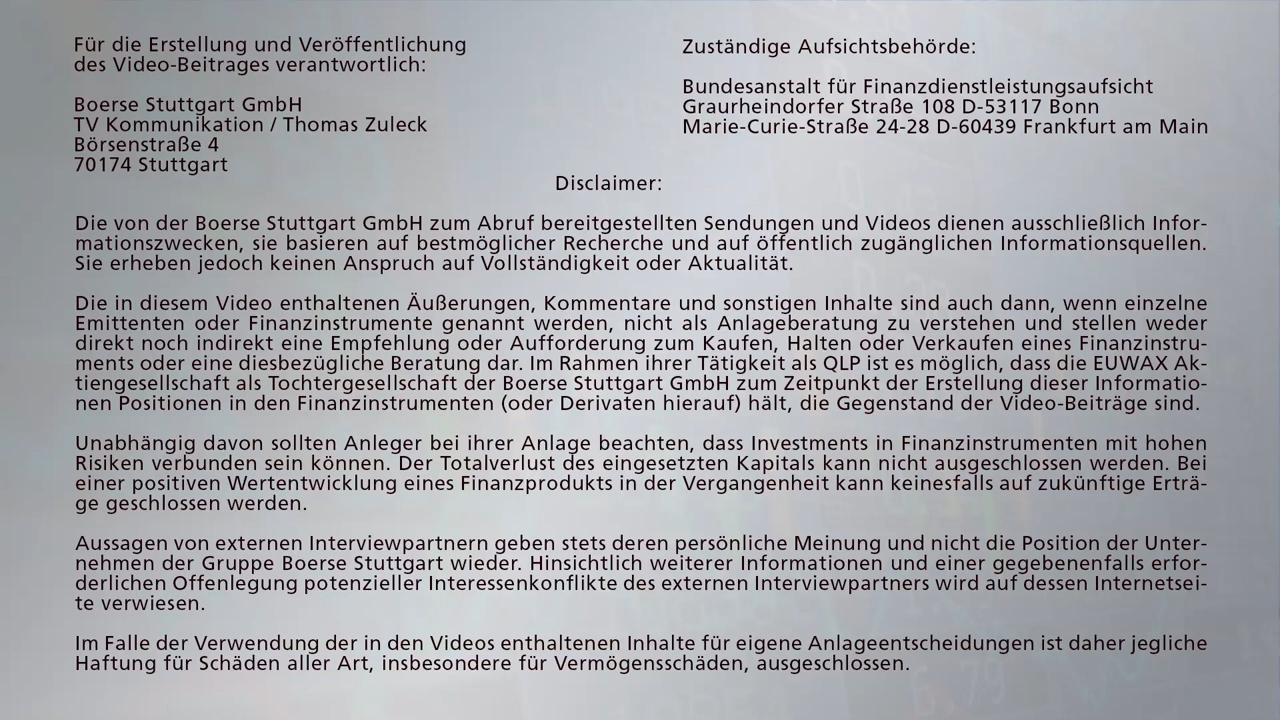 Für die Erstellung und Veröffentlichung
des Video-Beitrages verantwortlich:
Boerse Stuttgart GmbH
TV Kommunikation / Thomas Zuleck
Börsenstraße 4
70174 Stuttgart
Zuständige Aufsichtsbehörde:
Bundesanstalt für Finanzdienstleistungsaufsicht
Graurheindorfer Straße 108 D-53117 Bonn
Marie-Curie-Straße 24-28 D-60439 Frankfurt am Main
Disclaimer:
Die von der Boerse Stuttgart GmbH zum Abruf bereitgestellten Sendungen und Videos dienen ausschließlich Infor-
mationszwecken, sie basieren auf bestmöglicher Recherche und auf öffentlich zugänglichen Informationsquellen.
Sie erheben jedoch keinen Anspruch auf Vollständigkeit oder Aktualität.
Die in diesem Video enthaltenen Äußerungen, Kommentare und sonstigen Inhalte sind auch dann, wenn einzelne
Emittenten oder Finanzinstrumente genannt werden, nicht als Anlageberatung zu verstehen und stellen weder
direkt noch indirekt eine Empfehlung oder Aufforderung zum Kaufen, Halten oder Verkaufen eines Finanzinstru-
ments oder eine diesbezügliche Beratung dar. Im Rahmen ihrer Tätigkeit als QLP ist es möglich, dass die EUWAX Ak-
tiengesellschaft als Tochtergesellschaft der Boerse Stuttgart GmbH zum Zeitpunkt der Erstellung dieser Informatio-
nen Positionen in den Finanzinstrumenten (oder Derivaten hierauf) hält, die Gegenstand der Video-Beiträge sind.
Unabhängig davon sollten Anleger bei ihrer Anlage beachten, dass Investments in Finanzinstrumenten mit hohen
Risiken verbunden sein können. Der Totalverlust des eingesetzten Kapitals kann nicht ausgeschlossen werden. Bei
einer positiven Wertentwicklung eines Finanzprodukts in der Vergangenheit kann keinesfalls auf zukünftige Erträ-
ge geschlossen werden.
Aussagen von externen Interviewpartnern geben stets deren persönliche Meinung und nicht die Position der Unter-
nehmen der Gruppe Boerse Stuttgart wieder. Hinsichtlich weiterer Informationen und einer gegebenenfalls erfor-
derlichen Offenlegung potenzieller Interessenkonflikte des externen Interviewpartners wird auf dessen Internetsei-
te verwiesen.
Im Falle der Verwendung der in den Videos enthaltenen Inhalte für eigene Anlageentscheidungen ist daher jegliche
Haftung für Schäden aller Art, insbesondere für Vermögensschäden, ausgeschlossen.